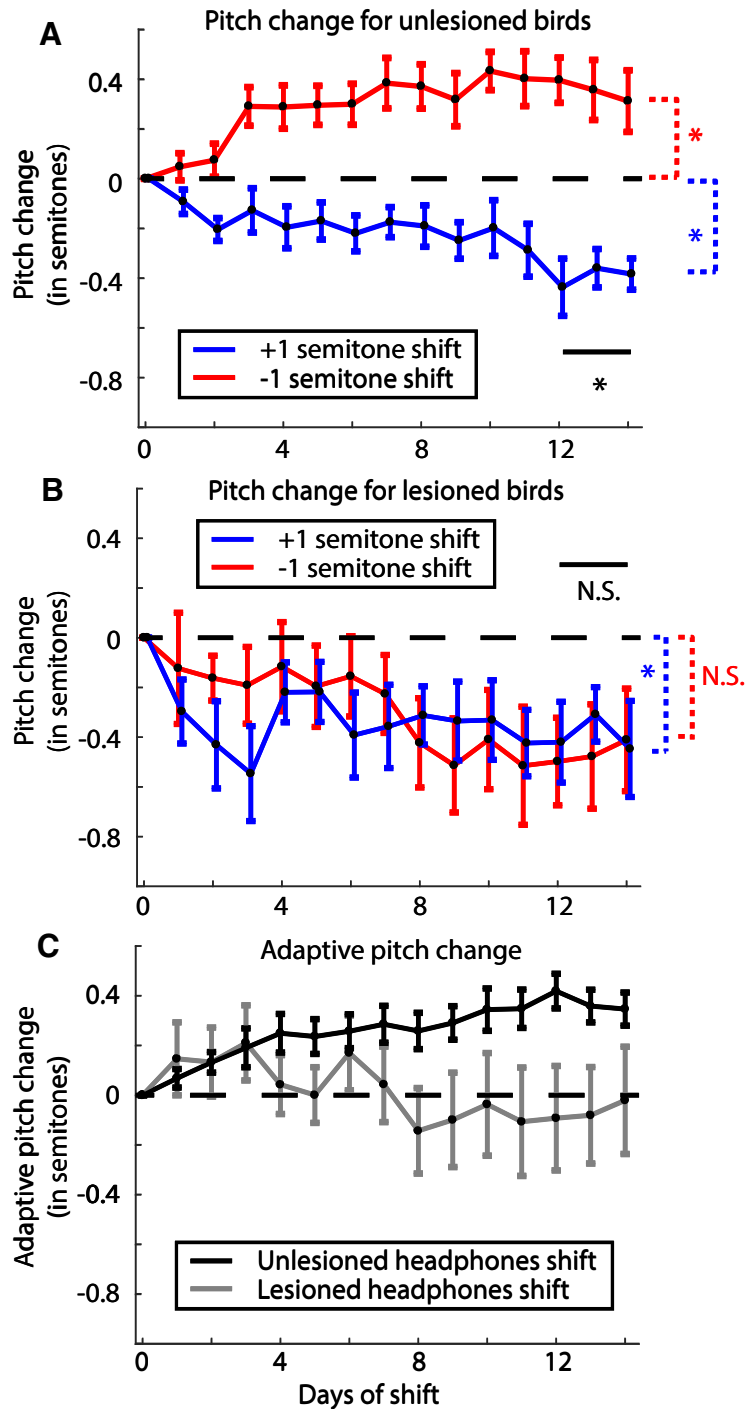 A
Pitch change for unlesioned birds
Pitch change
(in semitones)
0.4
0
-0.4
-0.8
*
*
+1 semitone shift
-1 semitone shift
*
0 4 8 12
B
Pitch change for lesioned birds
Pitch change
(in semitones)
+1 semitone shift
-1 semitone shift
0.4
0
-0.4
-0.8
N.S.
*
N.S.
0 4 8 12
C
Adaptive pitch change
Adaptive pitch change
(in semitones)
0.4
0
-0.4
-0.8
Unlesioned headphones shift
Lesioned headphones shift
0 4 8 12
Days of shift